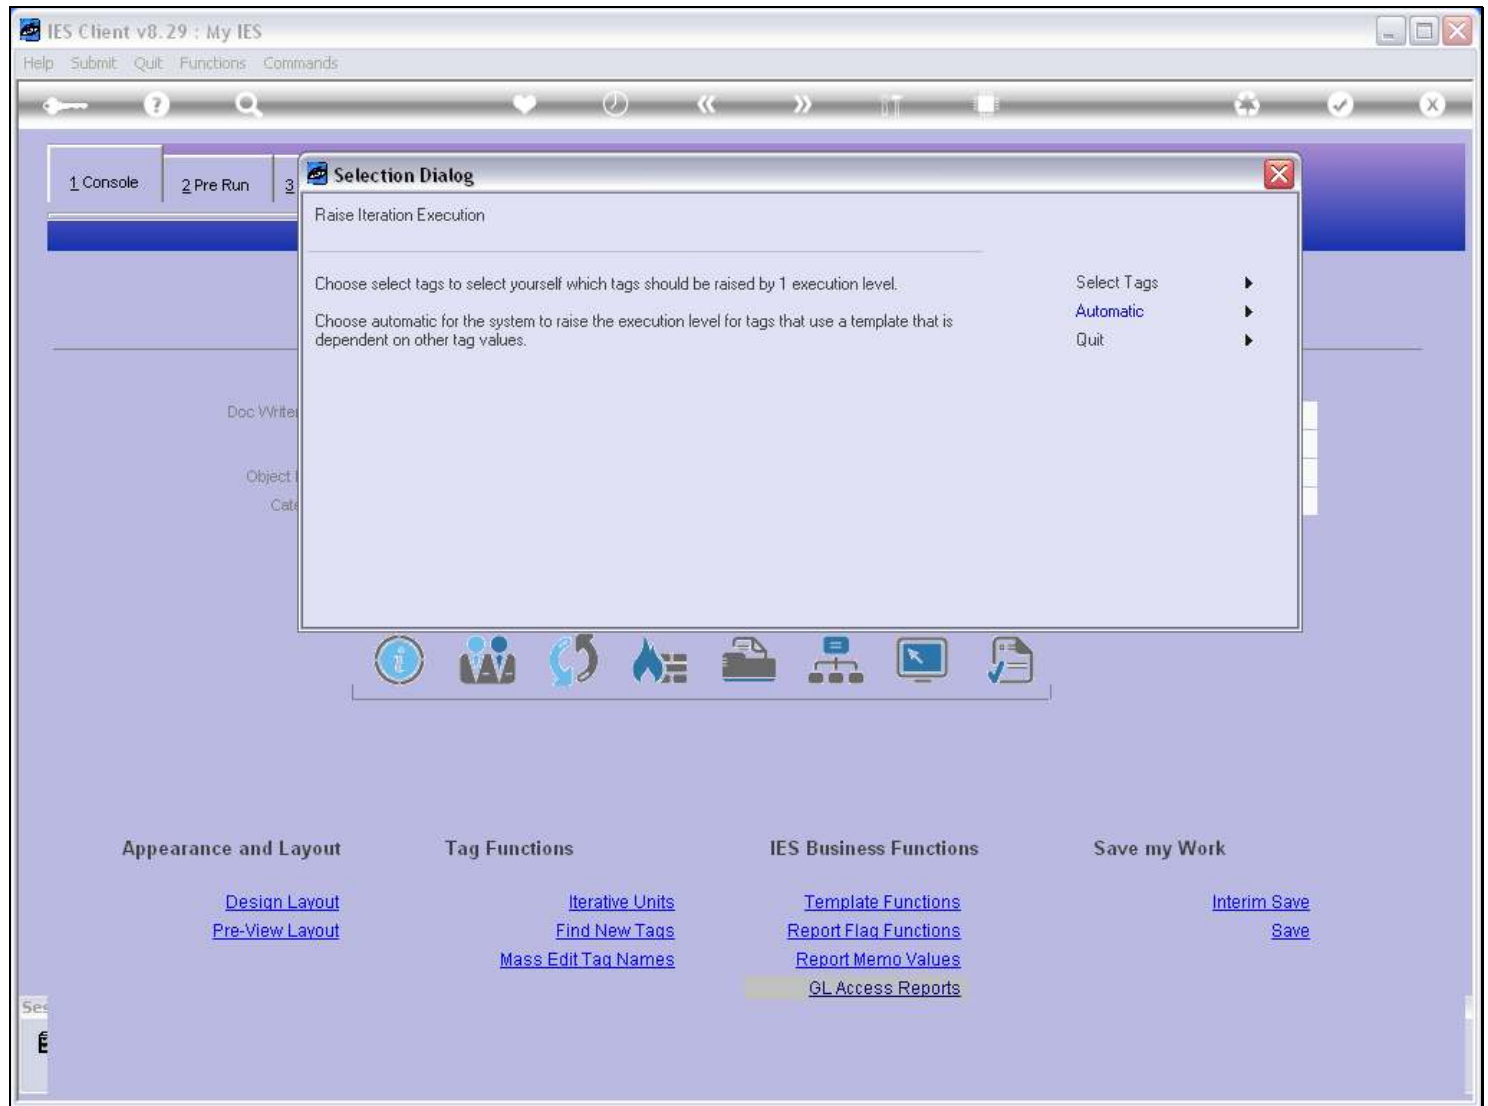 IES Client v8.29 : My IES
Help Submit Quit Functions Commands
1 Console
2 Pre Run
3
Selection Dialog
Raise Iteration Execution
Choose select tags to select yourself which tags should be raised by 1 execution level.
Choose automatic for the system to raise the execution level for tags that use a template that is
dependent on other tag values.
Select Tags
Automatic
Quit
Doc Writer
Object
Cate
Appearance and Layout
Design Layout
Pre-View Layout
Tag Functions
Iterative Units
Find New Tags
Mass Edit Tag Names
IES Business Functions
Template Functions
Report Flag Functions
Report Memo Values
GL Access Reports
Save my Work
Interim Save
Save
Ses